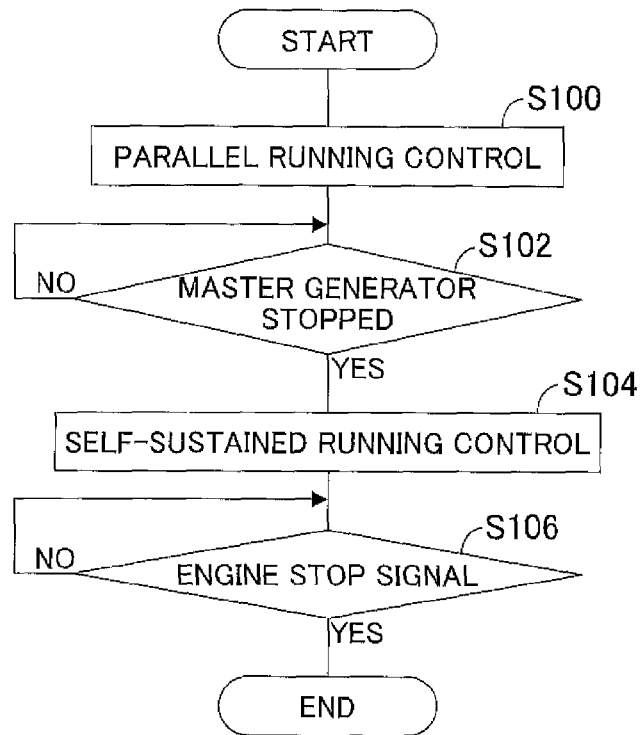 START
S100
PARALLEL RUNNING CONTROL
S102
NO
MASTER GENERATOR
STOPPED
YES
S104
SELF-SUSTAINED RUNNING CONTROL
S106
NO
ENGINE STOP SIGNAL
YES
END